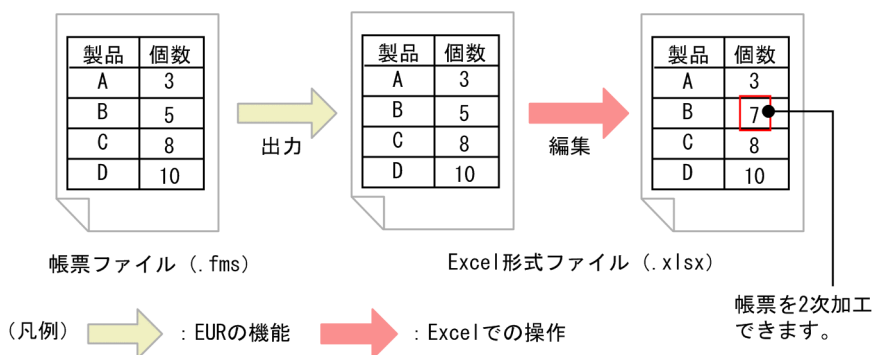 製品 個数
A 3
B 5
C 8
D 10
出力
製品 個数
A 3
B 5
C 8
D 10
編集
製品 個数
A 3
B 7
C 8
D 10
帳票ファイル（.fms）
Excel形式ファイル（.xlsx）
帳票を2次加工
できます。
（凡例）
：EURの機能
：Excelでの操作